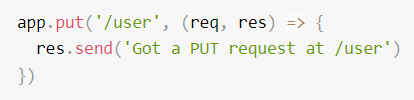 app.put('/user', (req, res) => {
  res.send('Got a PUT request at /user')
})